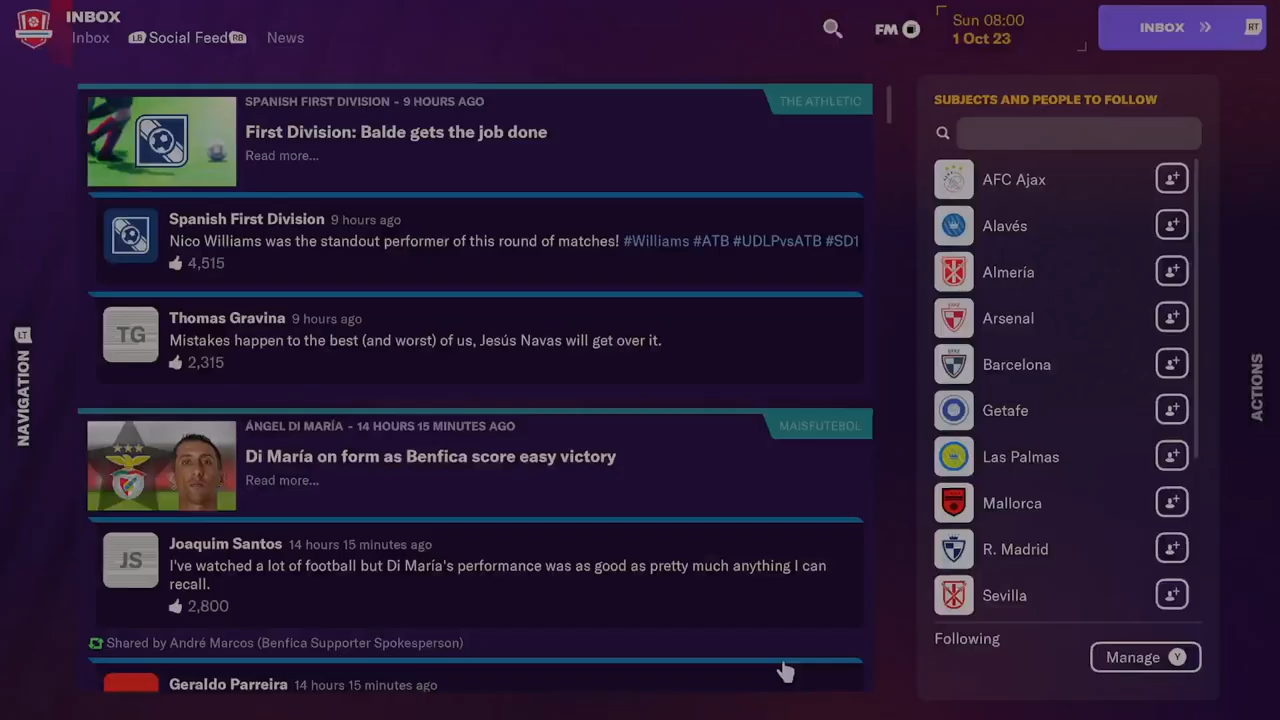 INBOX
Inbox
LB Social Feed RB
News
FM
Sun 08:00
1 Oct 23
INBOX
RT
SPANISH FIRST DIVISION - 9 HOURS AGO
THE ATHLETIC
First Division: Balde gets the job done
Read more...
Spanish First Division 9 hours ago
Nico Williams was the standout performer of this round of matches! #Williams #ATB #UDLPvsATB #SD1
4,515
TG
Thomas Gravina 9 hours ago
Mistakes happen to the best (and worst) of us, Jesús Navas will get over it.
2,315
ÁNGEL DI MARÍA - 14 HOURS 15 MINUTES AGO
MAISFUTEBOL
Di María on form as Benfica score easy victory
Read more...
JS
Joaquim Santos 14 hours 15 minutes ago
I've watched a lot of football but Di María's performance was as good as pretty much anything I can
recall.
2,800
Shared by André Marcos (Benfica Supporter Spokesperson)
Geraldo Parreira 14 hours 15 minutes ago
SUBJECTS AND PEOPLE TO FOLLOW
AFC Ajax
Alavés
Almería
Arsenal
Barcelona
Getafe
Las Palmas
Mallorca
R. Madrid
Sevilla
Following
Manage Y
NAVIGATION LT
ACTIONS